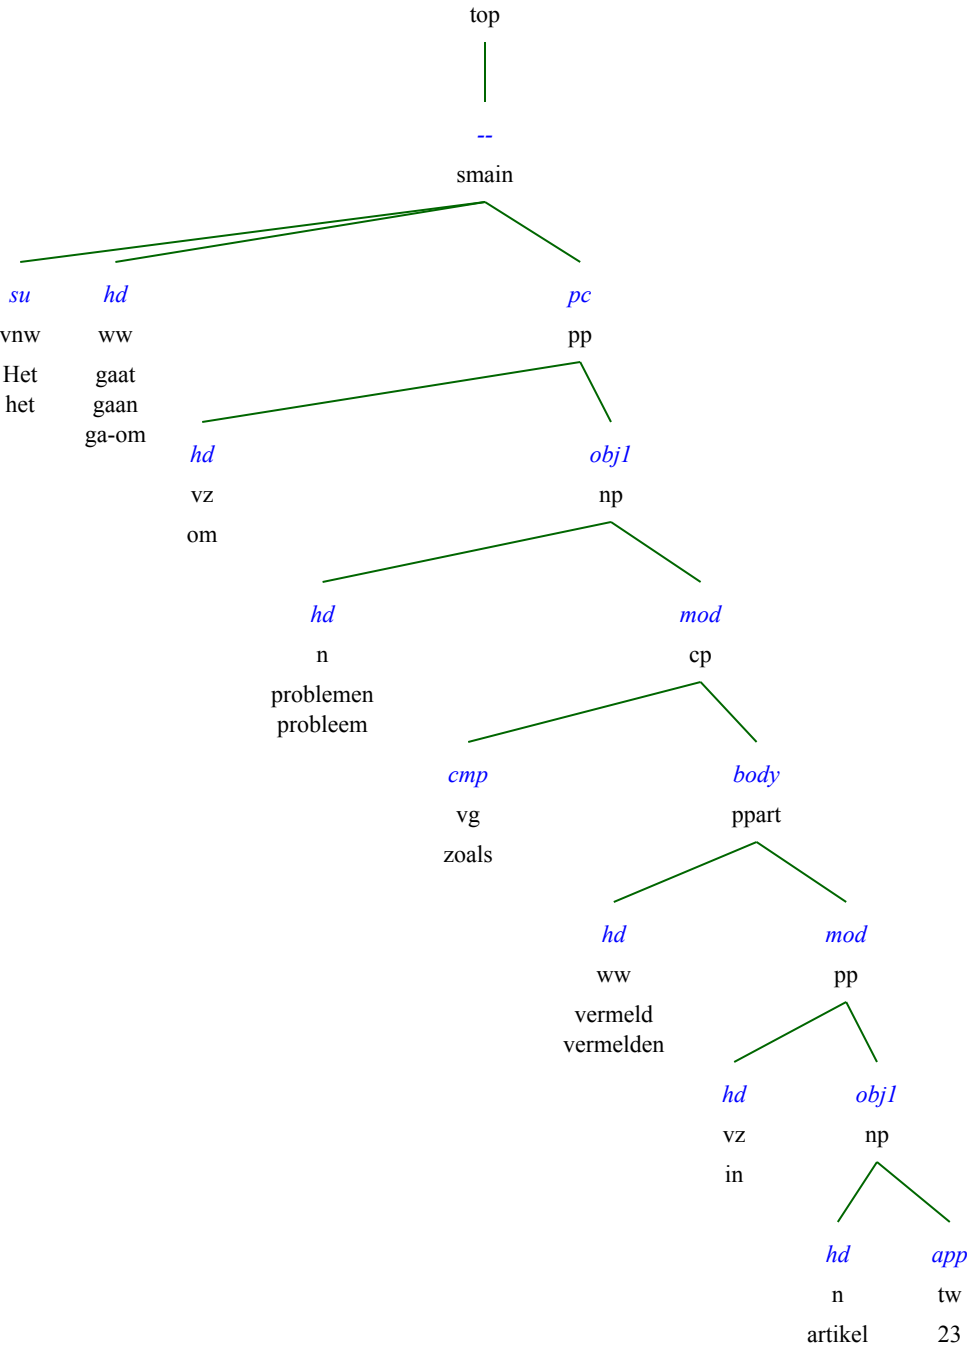 top
--
smain
su hd pc
vnw ww pp
Het gaat
het gaan
ga-om
hd obj1
vz np
om
hd mod
n cp
problemen
probleem
cmp body
vg ppart
zoals
hd mod
ww pp
vermeld
vermelden
hd obj1
vz np
in
hd app
n tw
artikel 23